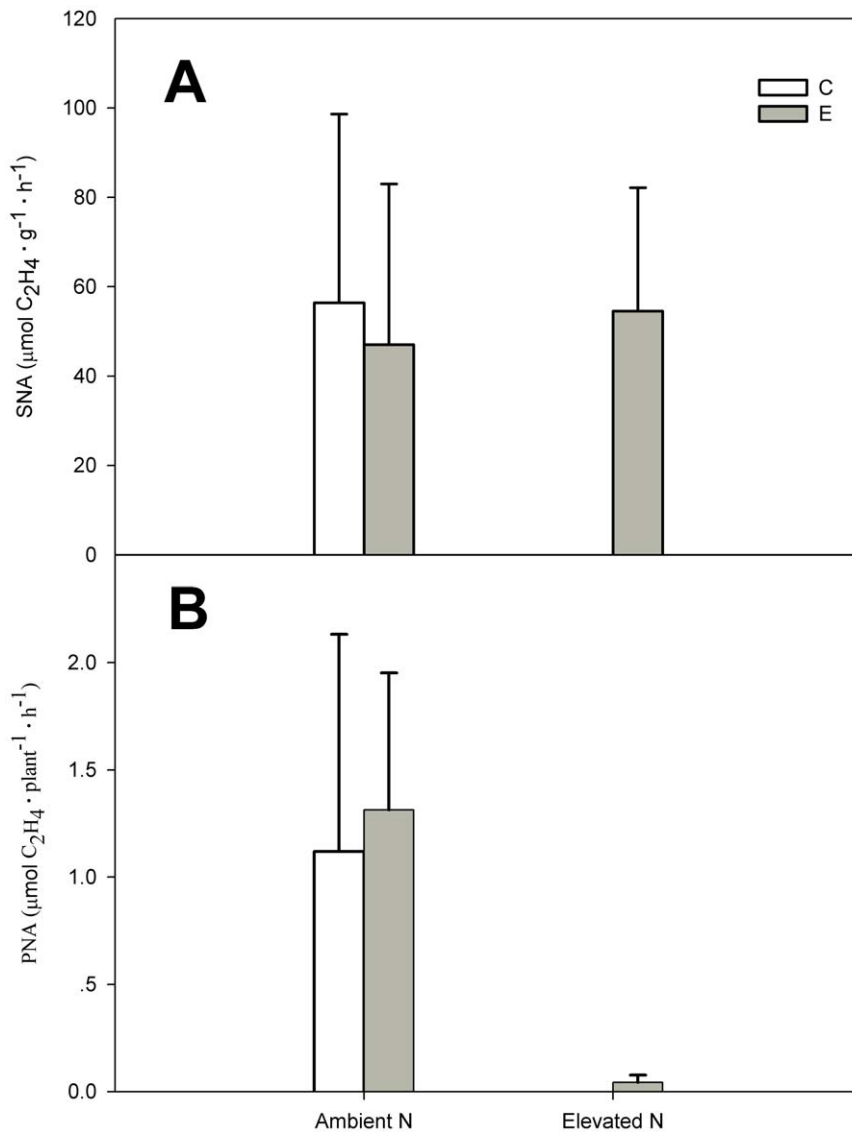 120
A
C
100
E
80
60
40
20
0
SNA (μmol C₂H₄ · g⁻¹ · h⁻¹)
B
2.0
1.5
1.0
.5
0.0
PNA (μmol C₂H₄ · plant⁻¹ · h⁻¹)
Ambient N Elevated N